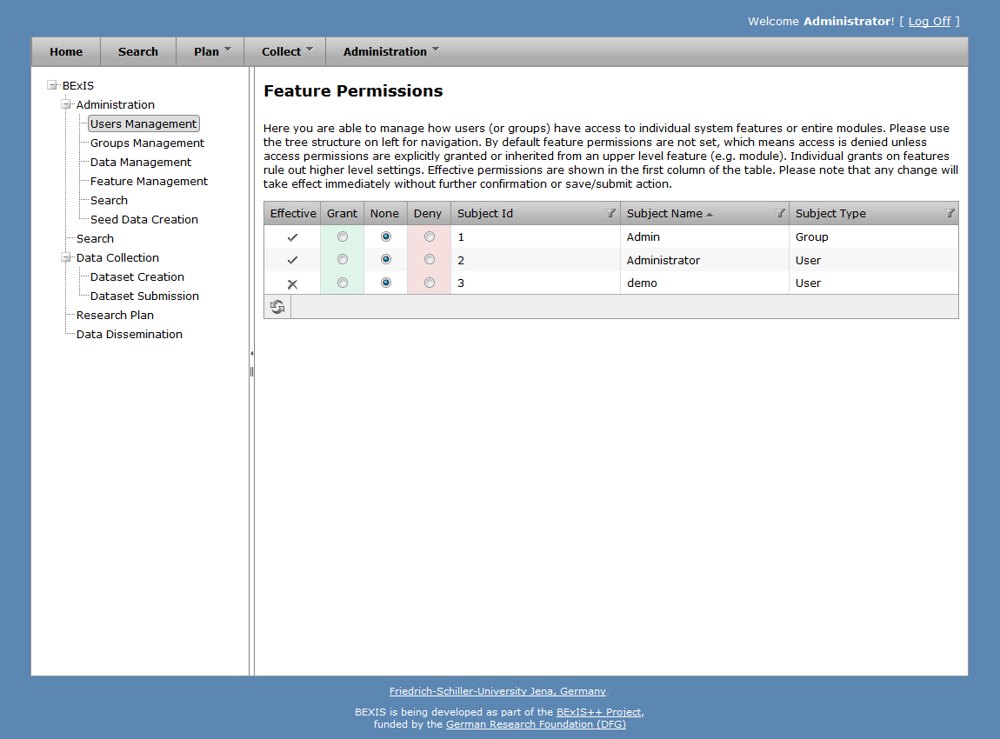 Welcome Administrator! [ Log Off ]
Home Search Plan Collect Administration
BExIS
Administration
Users Management
Groups Management
Data Management
Feature Management
Search
Seed Data Creation
Search
Data Collection
Dataset Creation
Dataset Submission
Research Plan
Data Dissemination
Feature Permissions
Here you are able to manage how users (or groups) have access to individual system features or entire modules. Please use
the tree structure on left for navigation. By default feature permissions are not set, which means access is denied unless
access permissions are explicitly granted or inherited from an upper level feature (e.g. module). Individual grants on features
rule out higher level settings. Effective permissions are shown in the first column of the table. Please note that any change will
take effect immediately without further confirmation or save/submit action.
Effective Grant None Deny Subject Id Subject Name Subject Type
1 Admin Group
2 Administrator User
3 demo User
Friedrich-Schiller-University Jena, Germany
BEXIS is being developed as part of the BExIS++ Project,
funded by the German Research Foundation (DFG)